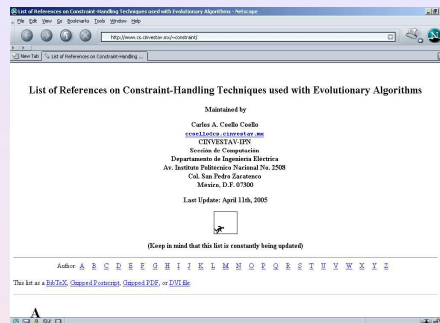 List of References on Constraint-Handling Techniques used with Evolutionary Algorithms - Netscape
File Edit View Go Bookmarks Tools Window Help
http://www.cs.cinvestav.mx/~constraint/
New Tab List of References on Constraint-Handling ...
List of References on Constraint-Handling Techniques used with Evolutionary Algorithms
Maintained by
Carlos A. Coello Coello
ccoello@cs.cinvestav.mx
CINVESTAV-IPN
Sección de Computación
Departamento de Ingeniería Eléctrica
Av. Instituto Politécnico Nacional No. 2508
Col. San Pedro Zacatenco
México, D.F. 07300
Last Update: April 11th, 2005
(Keep in mind that this list is constantly being updated)
Author: A B C D E F G H I J K L M N O P Q R S T U V W X Y Z
This list as a BibTeX, Gzipped Postscript, Gzipped PDF, or DVI file.
A